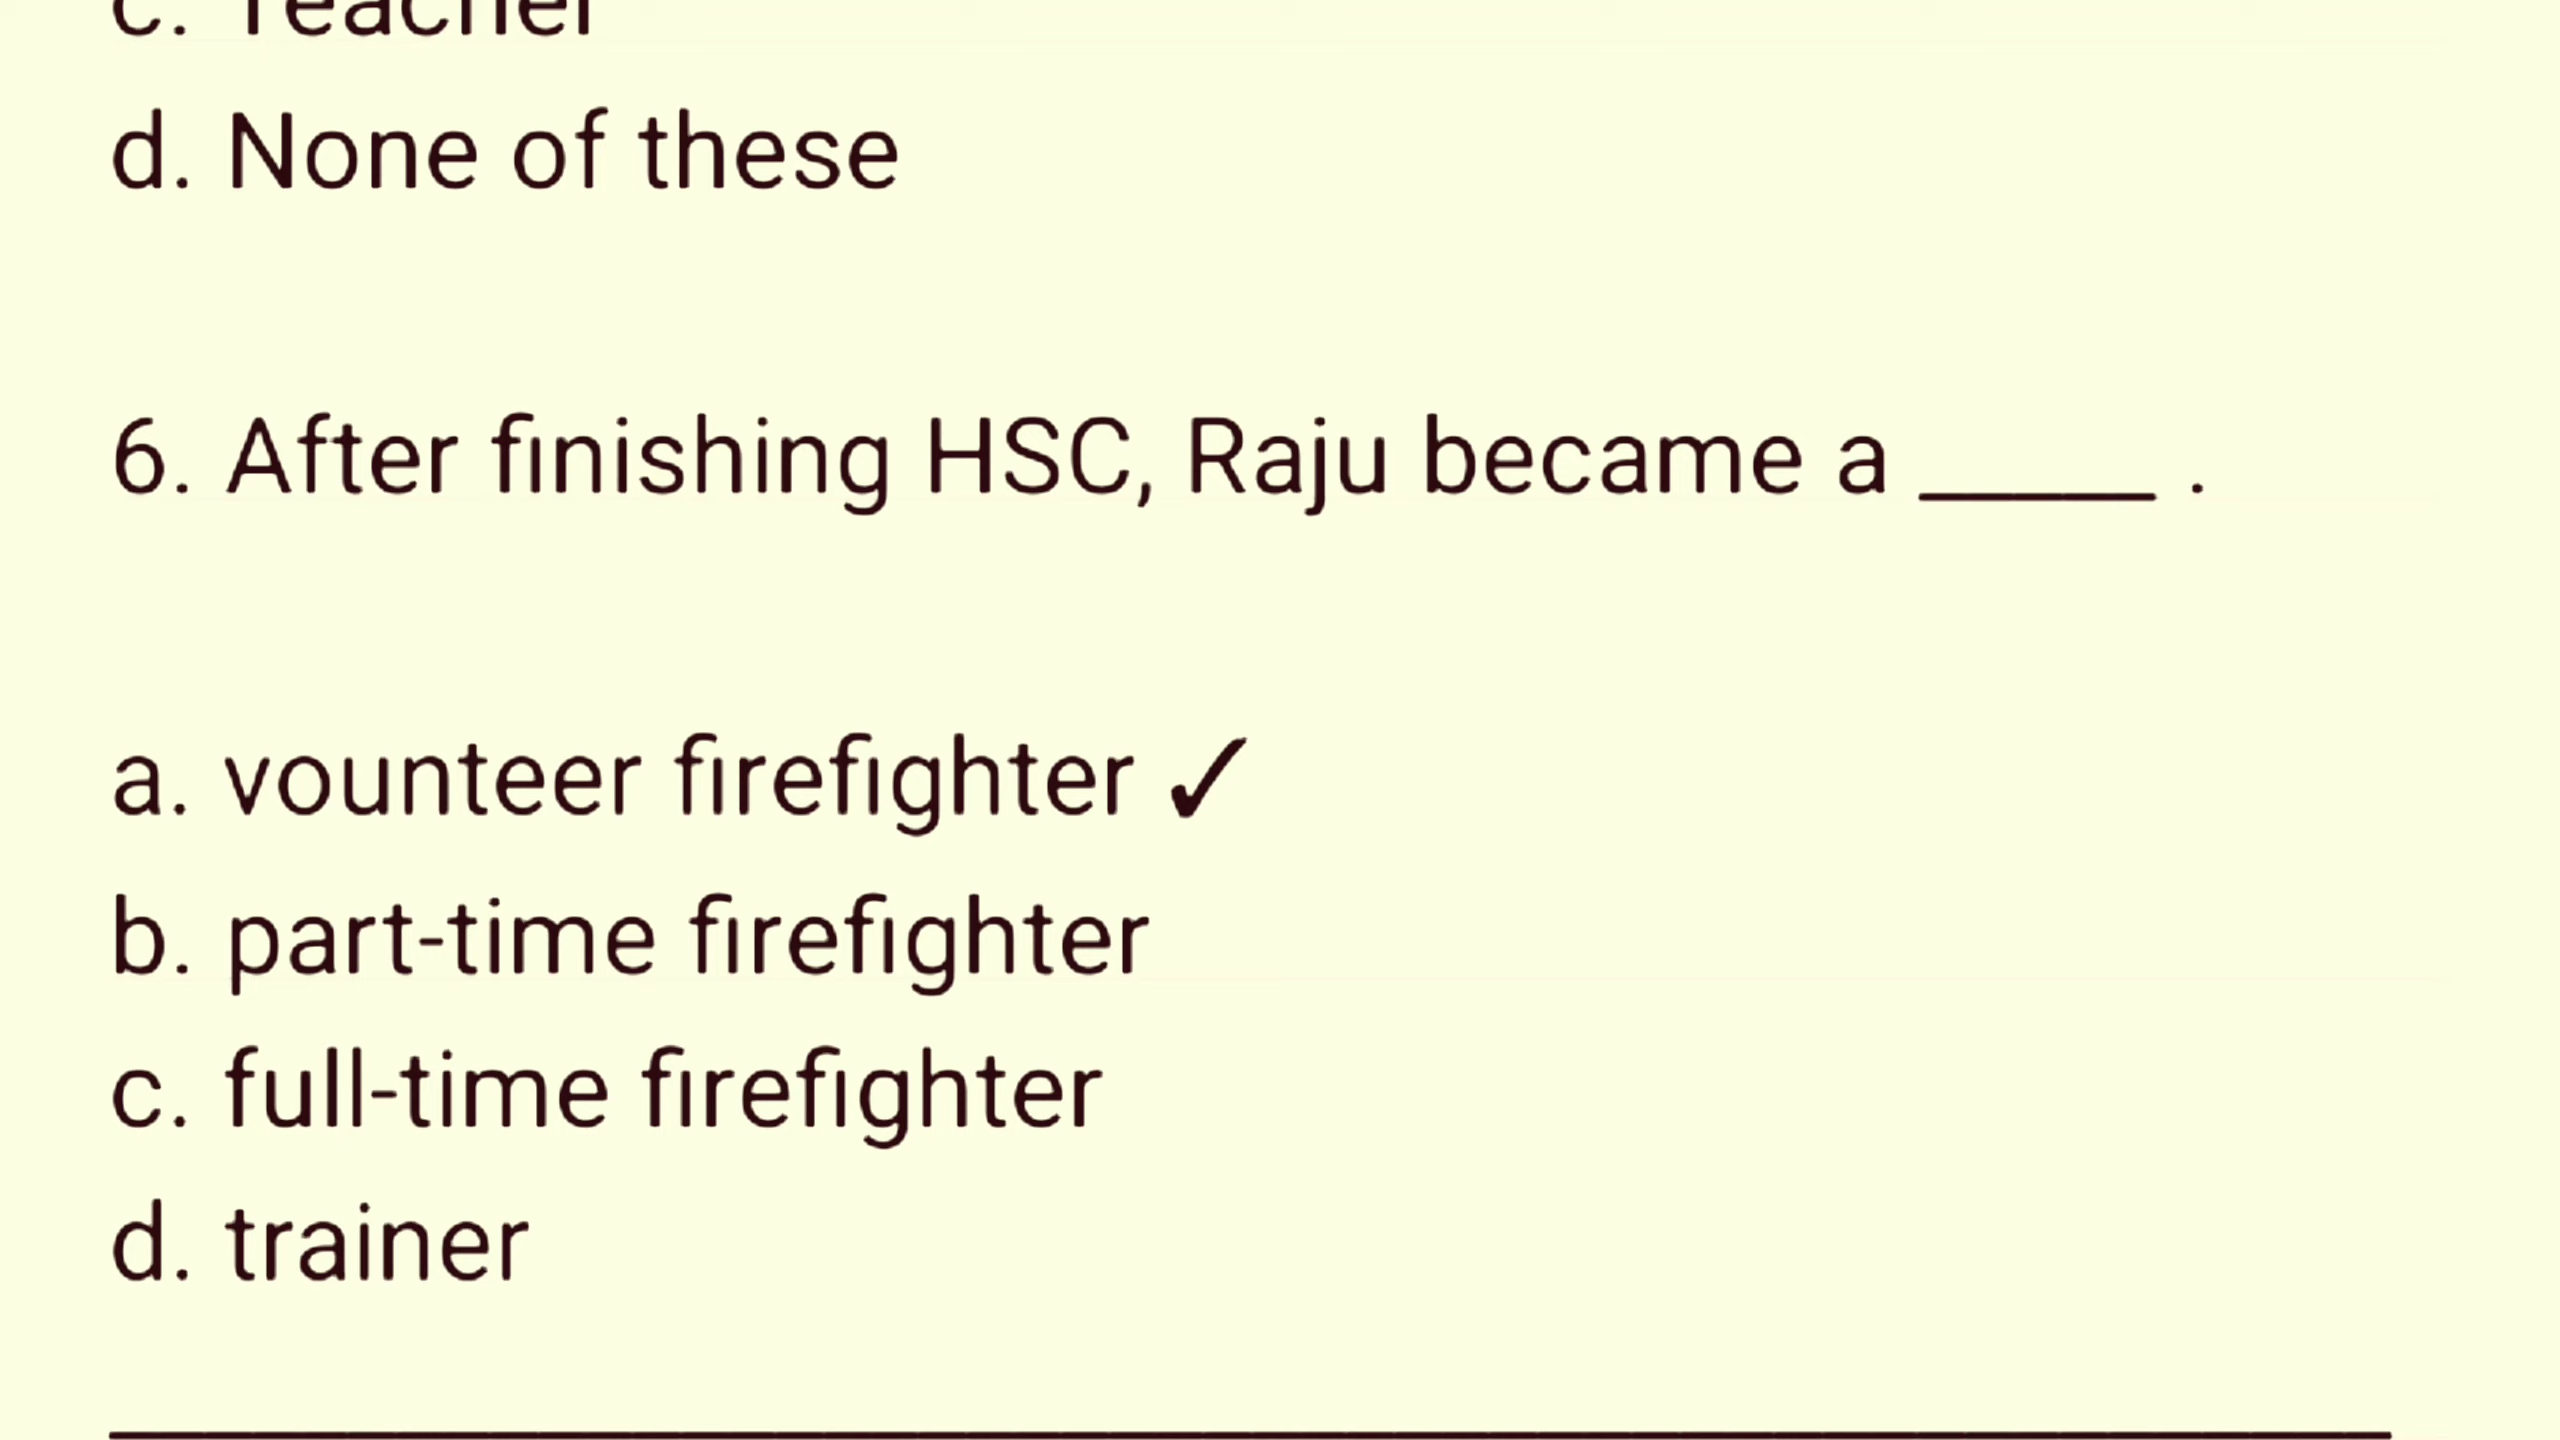 c. Teacher
d. None of these
6. After finishing HSC, Raju became a _____ .
a. vounteer firefighter ✓
b. part-time firefighter
c. full-time firefighter
d. trainer